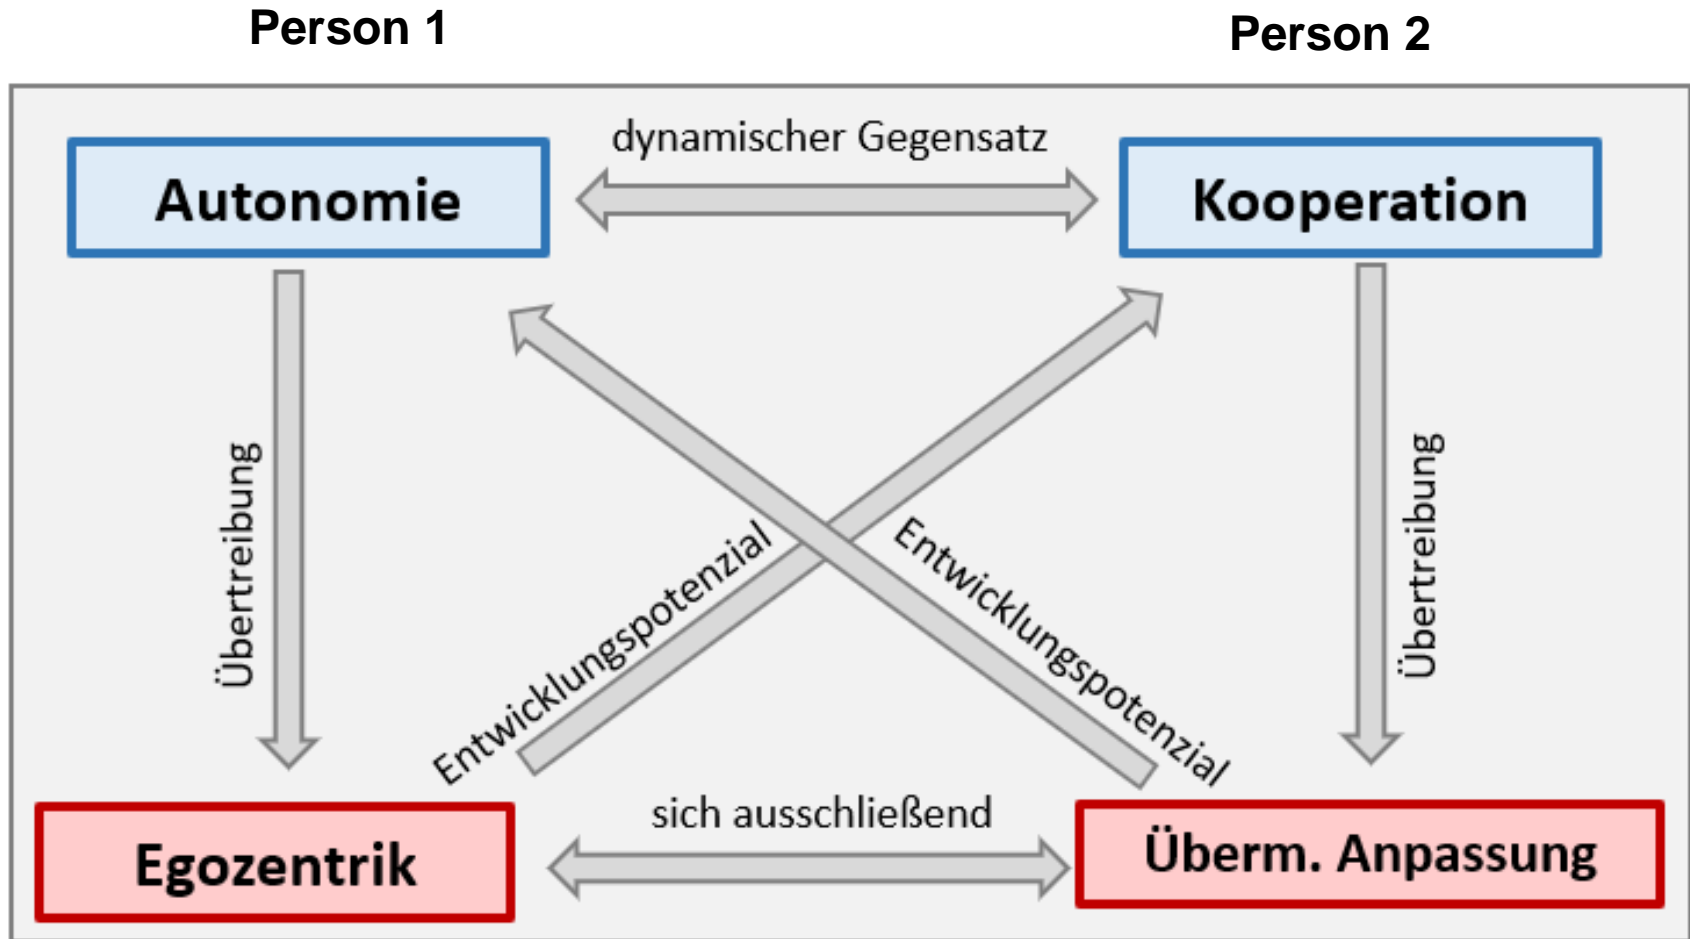 Person 1
Person 2
dynamischer Gegensatz
Autonomie
Kooperation
Übertreibung
Entwicklungspotenzial
Entwicklungspotenzial
Übertreibung
sich ausschließend
Egozentrik
Überm. Anpassung